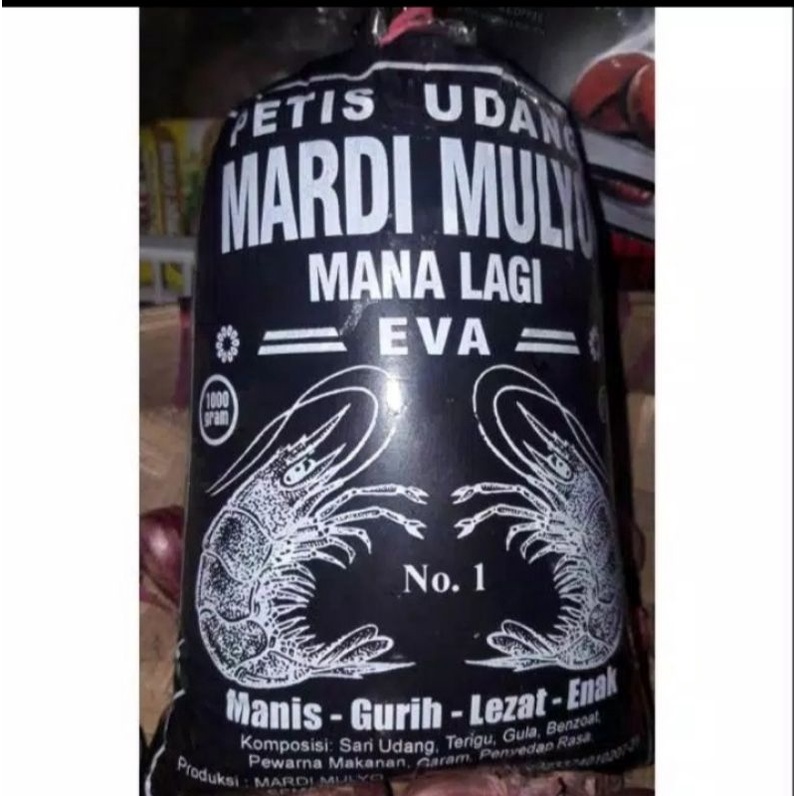 PETIS UDANG
MARDI MULYO
MANA LAGI
EVA
1000
gram
No. 1
Manis - Gurih - Lezat - Enak
Komposisi: Sari Udang, Terigu, Gula, Benzoat,
Pewarna Makanan, Garam, Penyedap Rasa
Produksi : MARDI MULYO